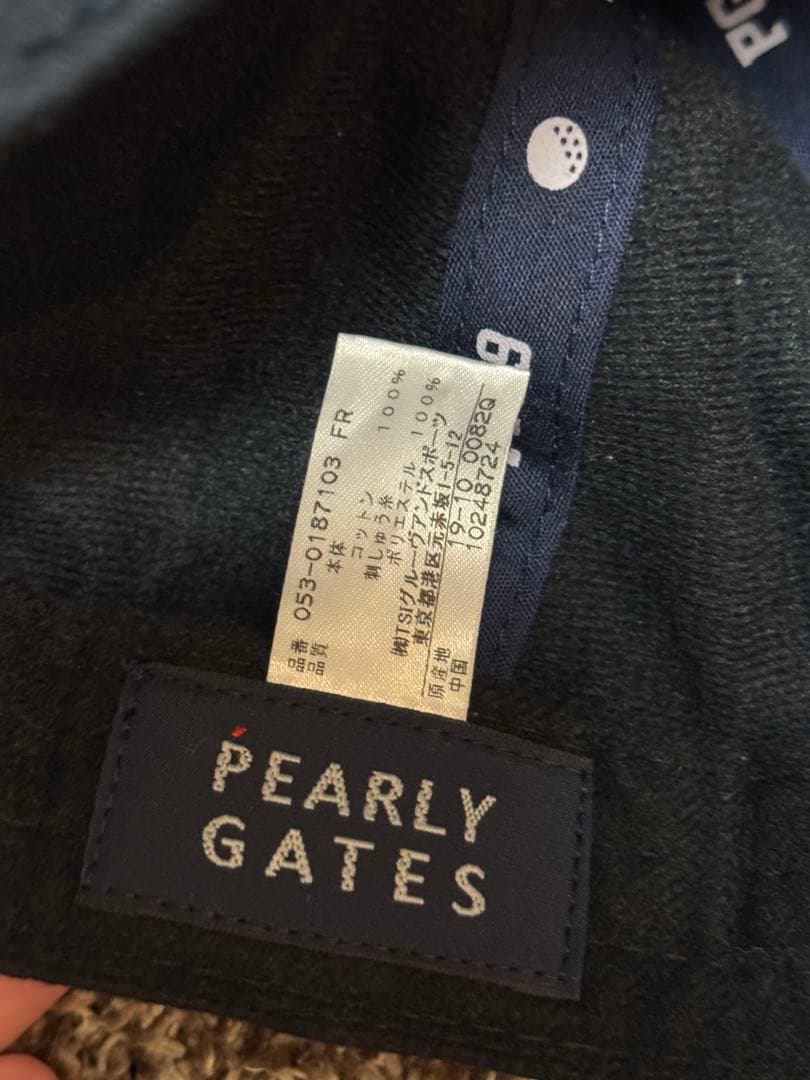 PG
89
品番 053-0187103 FR
品質 本体
コットン 100%
刺しゅう糸
ポリエステル 100%
㈱TSIグルーヴアンドスポーツ
東京都港区元赤坂1-5-12
原産地 19-10 0082Q
中国 10248724
PEARLY
GATES